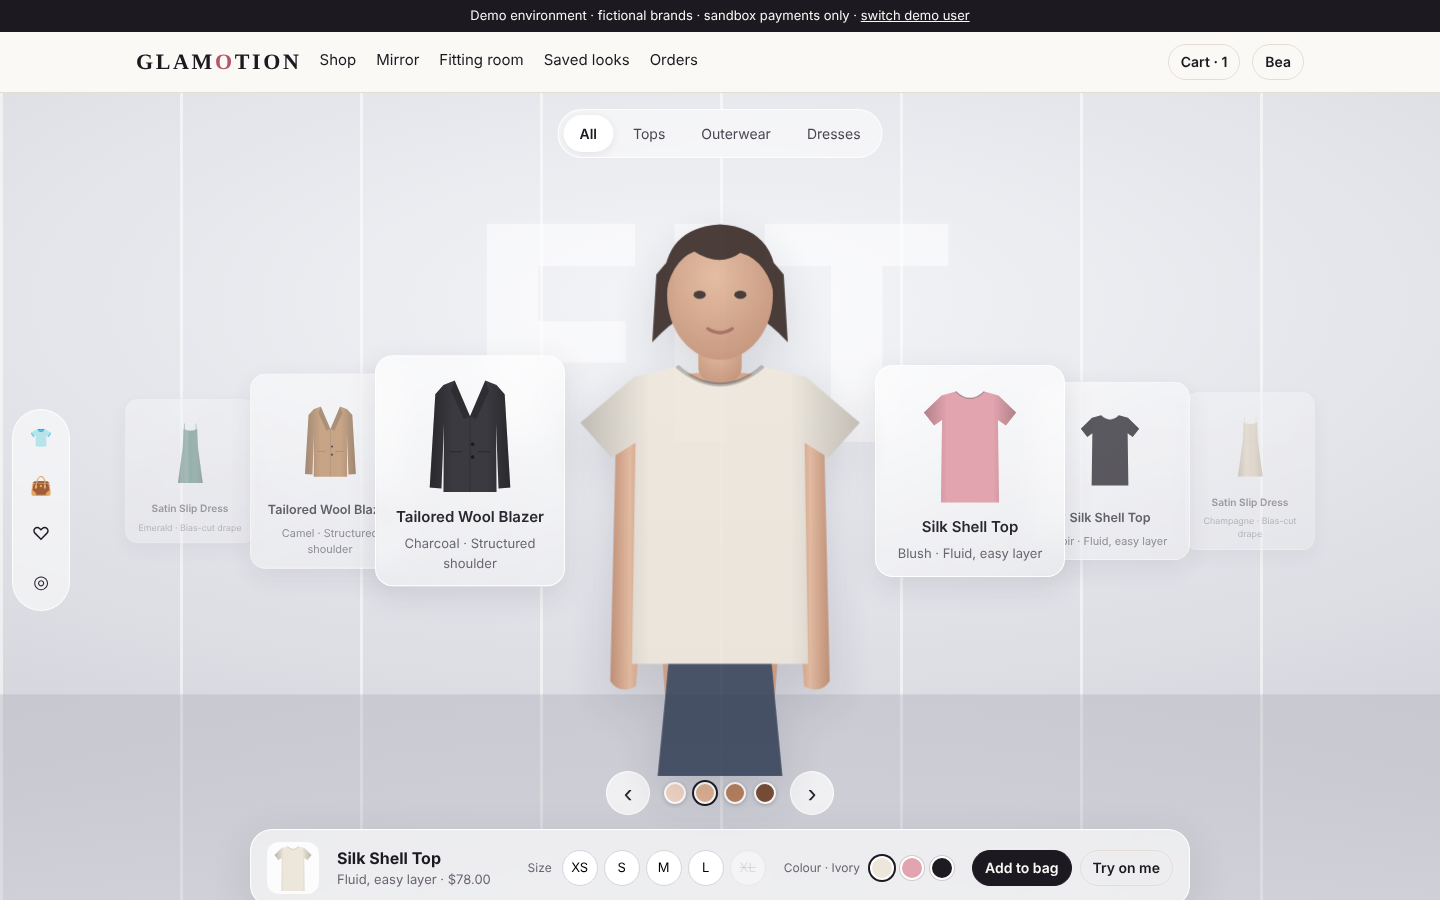 Demo environment · fictional brands · sandbox payments only · switch demo user
GLAMOTION Shop Mirror Fitting room Saved looks Orders Cart · 1 Bea
All Tops Outerwear Dresses
Satin Slip Dress
Emerald · Bias-cut drape
Tailored Wool
Camel · Structured
shoulder
Tailored Wool Blazer
Charcoal · Structured
shoulder
Silk Shell Top
Blush · Fluid, easy layer
Silk Shell Top
· Fluid, easy layer
Satin Slip Dress
Champagne · Bias-cut
drape
‹ ›
Silk Shell Top
Fluid, easy layer · $78.00
Size XS S M L XL Colour · Ivory Add to bag Try on me